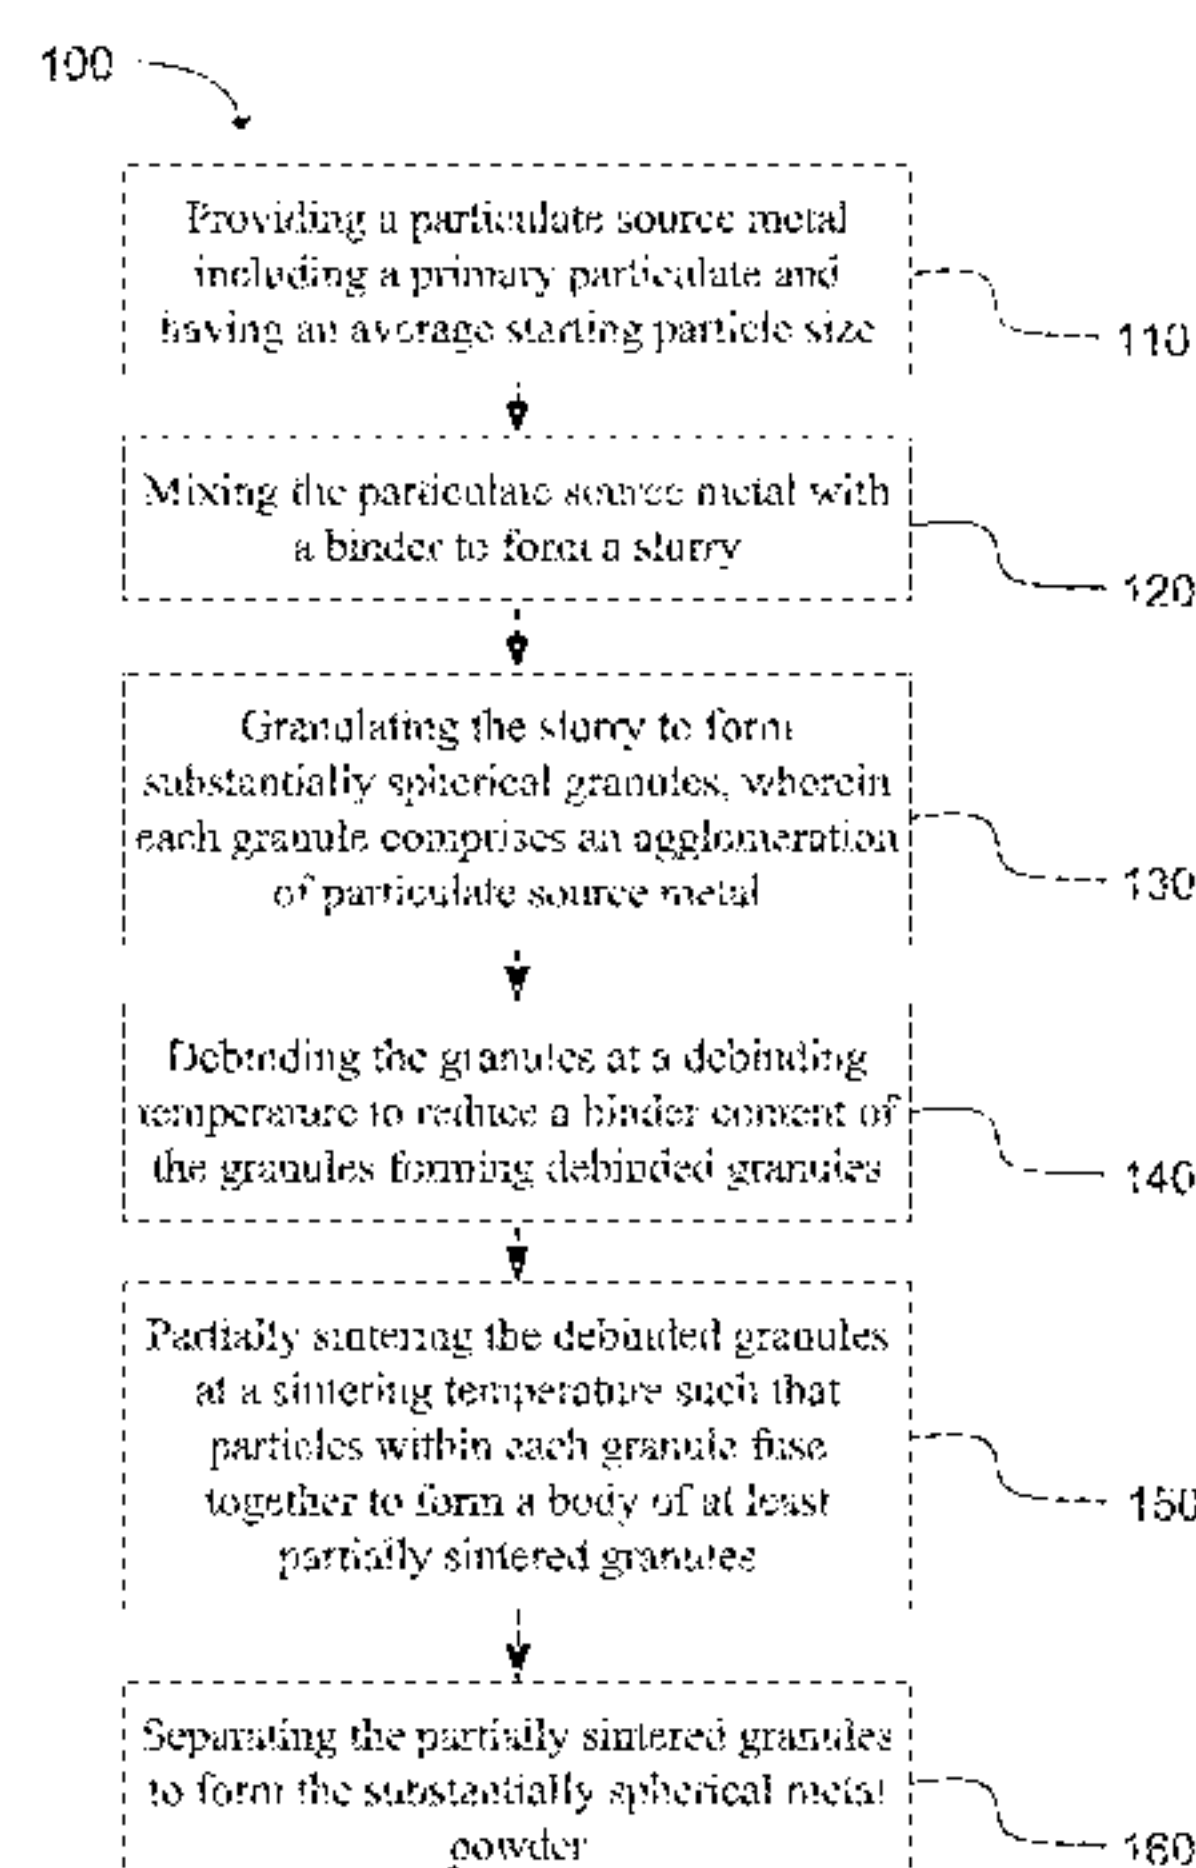 100
Providing a particulate source metal
including a primary particulate and
having an average starting particle size
110
Mixing the particulate source metal with
a binder to form a slurry
120
Granulating the slurry to form
substantially spherical granules, wherein
each granule comprises an agglomeration
of particulate source metal
130
Debinding the granules at a debinding
temperature to reduce a binder content of
the granules forming debinded granules
140
Partially sintering the debinded granules
at a sintering temperature such that
particles within each granule fuse
together to form a body of at least
partially sintered granules
150
Separating the partially sintered granules
to form the substantially spherical metal
powder
160